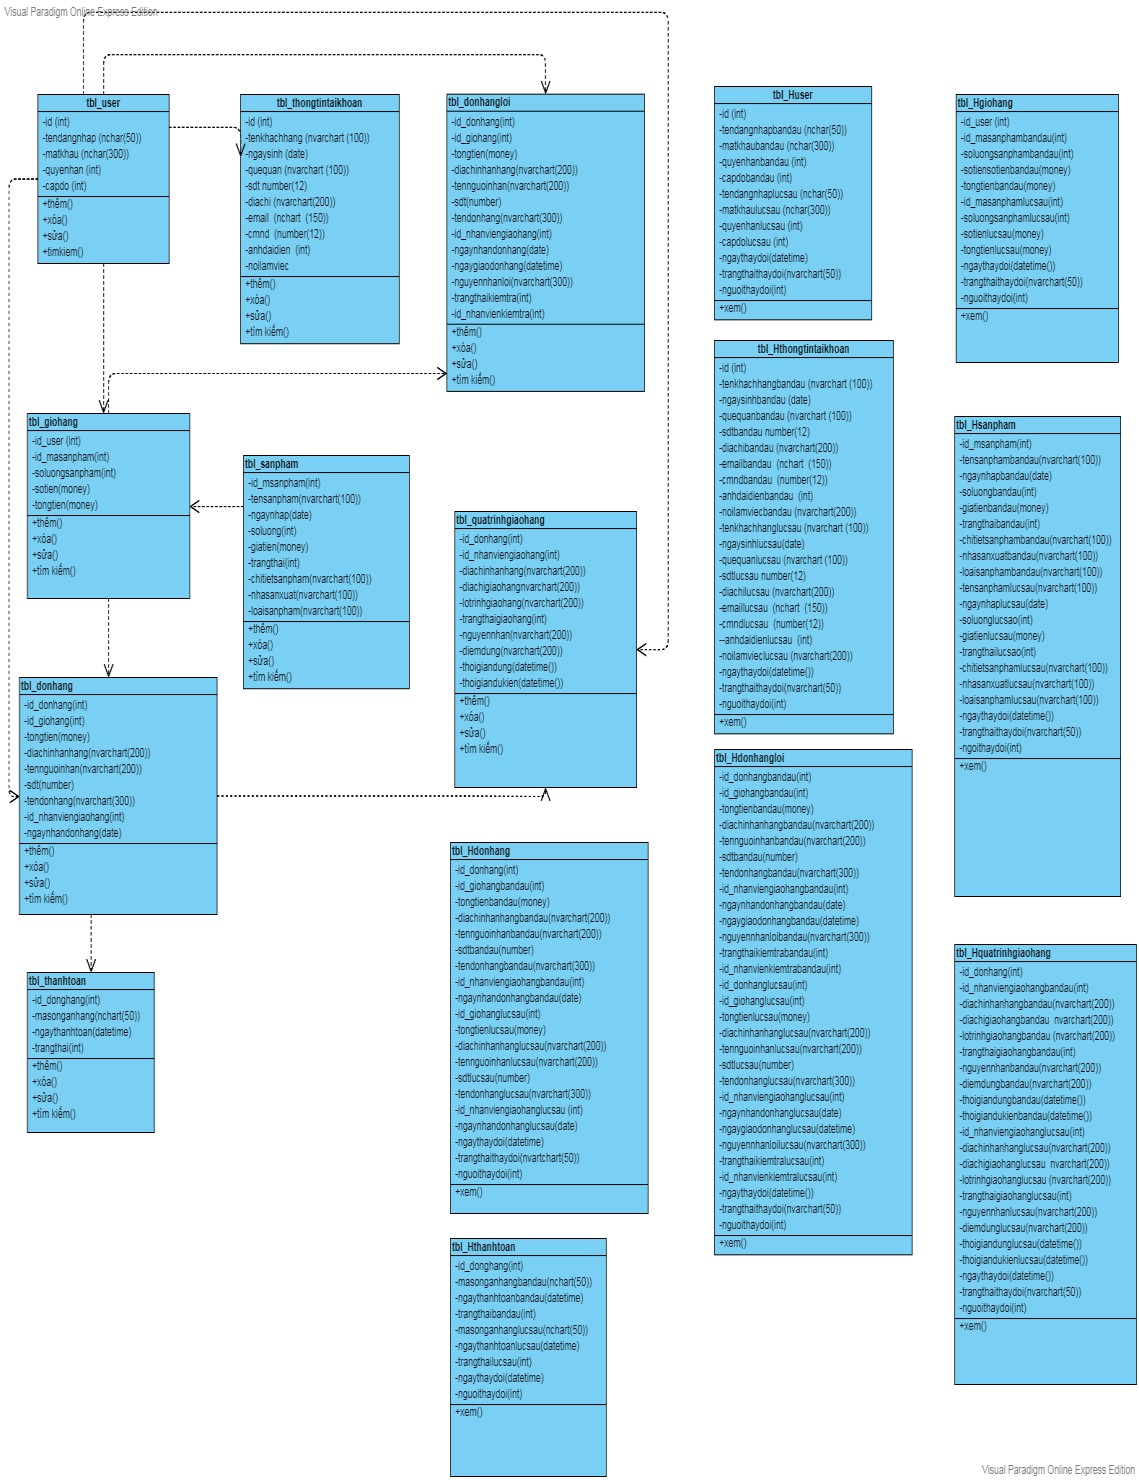 Visual Paradigm Online Express Edition
tbl_user
-id (int)
-tendangnhap (nchar(50))
-matkhau (nchar(300))
-quyenhan (int)
-capdo (int)
+thêm()
+xóa()
+sửa()
+timkiem()
tbl_thongtintaikhoan
-id (int)
-tenkhachhang (nvarchart (100))
-ngaysinh (date)
-quequan (nvarchart (100))
-sdt number(12)
-diachi (nvarchart(200))
-email  (nchart  (150))
-cmnd  (number(12))
-anhdaidien  (int)
-noilamviec
+thêm()
+xóa()
+sửa()
+tìm kiếm()
tbl_donhangloi
-id_donhang(int)
-id_giohang(int)
-tongtien(money)
-diachinhanhang(nvarchart(200))
-tennguoinhan(nvarchart(200))
-sdt(number)
-tendonhang(nvarchart(300))
-id_nhanviengiaohang(int)
-ngaynhandonhang(date)
-ngaygiaodonhang(datetime)
-nguyennhanloi(nvarchart(300))
-trangthaikiemtra(int)
-id_nhanvienkiemtra(int)
+thêm()
+xóa()
+sửa()
+tìm kiếm()
tbl_giohang
-id_user (int)
-id_masanpham(int)
-soluongsanpham(int)
-sotien(money)
-tongtien(money)
+thêm()
+xóa()
+sửa()
+tìm kiếm()
tbl_sanpham
-id_msanpham(int)
-tensanpham(nvarchart(100))
-ngaynhap(date)
-soluong(int)
-giatien(money)
-trangthai(int)
-chitietsanpham(nvarchart(100))
-nhasanxuat(nvarchart(100))
-loaisanpham(nvarchart(100))
+thêm()
+xóa()
+sửa()
+tìm kiếm()
tbl_quatrinhgiaohang
-id_donhang(int)
-id_nhanviengiaohang(int)
-diachinhanhang(nvarchart(200))
-diachigiaohangnvarchart(200))
-lotrinhgiaohang(nvarchart(200))
-trangthaigiaohang(int)
-nguyennhan(nvarchart(200))
-diemdung(nvarchart(200))
-thoigiandung(datetime())
-thoigiandukien(datetime())
+thêm()
+xóa()
+sửa()
+tìm kiếm()
tbl_donhang
-id_donhang(int)
-id_giohang(int)
-tongtien(money)
-diachinhanhang(nvarchart(200))
-tennguoinhan(nvarchart(200))
-sdt(number)
-tendonhang(nvarchart(300))
-id_nhanviengiaohang(int)
-ngaynhandonhang(date)
+thêm()
+xóa()
+sửa()
+tìm kiếm()
tbl_thanhtoan
-id_donghang(int)
-masonganhang(nchart(50))
-ngaythanhtoan(datetime)
-trangthai(int)
+thêm()
+xóa()
+sửa()
+tìm kiếm()
tbl_Hdonhang
-id_donhang(int)
-id_giohangbandau(int)
-tongtienbandau(money)
-diachinhanhangbandau(nvarchart(200))
-tennguoinhanbandau(nvarchart(200))
-sdtbandau(number)
-tendonhangbandau(nvarchart(300))
-id_nhanviengiaohangbandau(int)
-ngaynhandonhangbandau(date)
-id_giohanglucsau(int)
-tongtienlucsau(money)
-diachinhanhanglucsau(nvarchart(200))
-tennguoinhanlucsau(nvarchart(200))
-sdtlucsau(number)
-tendonhanglucsau(nvarchart(300))
-id_nhanviengiaohanglucsau (int)
-ngaynhandonhanglucsau(date)
-ngaythaydoi(datetime)
-trangthaithaydoi(nvartchart(50))
-nguoithaydoi(int)
+xem()
tbl_Hthanhtoan
-id_donghang(int)
-masonganhangbandau(nchart(50))
-ngaythanhtoanbandau(datetime)
-trangthaibandau(int)
-masonganhanglucsau(nchart(50))
-ngaythanhtoanlucsau(datetime)
-trangthailucsau(int)
-ngaythaydoi(datetime)
-nguoithaydoi(int)
+xem()
tbl_Huser
-id (int)
-tendangnhapbandau (nchar(50))
-matkhaubandau (nchar(300))
-quyenhanbandau (int)
-capdobandau (int)
-tendangnhaplucsau (nchar(50))
-matkhaulucsau (nchar(300))
-quyenhanlucsau (int)
-capdolucsau (int)
-ngaythaydoi(datetime)
-trangthaithaydoi(nvarchart(50))
-nguoithaydoi(int)
+xem()
tbl_Hthongtintaikhoan
-id (int)
-tenkhachhangbandau (nvarchart (100))
-ngaysinhbandau (date)
-quequanbandau (nvarchart (100))
-sdtbandau number(12)
-diachibandau (nvarchart(200))
-emailbandau  (nchart  (150))
-cmndbandau  (number(12))
-anhdaidienbandau  (int)
-noilamviecbandau (nvarchart(200))
-tenkhachhanglucsau (nvarchart (100))
-ngaysinhlucsau(date)
-quequanlucsau (nvarchart (100))
-sdtlucsau number(12)
-diachilucsau (nvarchart(200))
-emaillucsau  (nchart  (150))
-cmndlucsau  (number(12))
--anhdaidienlucsau  (int)
-noilamvieclucsau (nvarchart(200))
-ngaythaydoi(datetime())
-trangthaithaydoi(nvarchart(50))
-nguoithaydoi(int)
+xem()
tbl_Hdonhangloi
-id_donhangbandau(int)
-id_giohangbandau(int)
-tongtienbandau(money)
-diachinhanhangbandau(nvarchart(200))
-tennguoinhanbandau(nvarchart(200))
-sdtbandau(number)
-tendonhangbandau(nvarchart(300))
-id_nhanviengiaohangbandau(int)
-ngaynhandonhangbandau(date)
-ngaygiaodonhangbandau(datetime)
-nguyennhanloibandau(nvarchart(300))
-trangthaikiemtrabandau(int)
-id_nhanvienkiemtrabandau(int)
-id_donhanglucsau(int)
-id_giohanglucsau(int)
-tongtienlucsau(money)
-diachinhanhanglucsau(nvarchart(200))
-tennguoinhanlucsau(nvarchart(200))
-sdtlucsau(number)
-tendonhanglucsau(nvarchart(300))
-id_nhanviengiaohanglucsau(int)
-ngaynhandonhanglucsau(date)
-ngaygiaodonhanglucsau(datetime)
-nguyennhanloilucsau(nvarchart(300))
-trangthaikiemtralucsau(int)
-id_nhanvienkiemtralucsau(int)
-ngaythaydoi(datetime())
-trangthaithaydoi(nvarchart(50))
-nguoithaydoi(int)
+xem()
tbl_Hgiohang
-id_user (int)
-id_masanphambandau(int)
-soluongsanphambandau(int)
-sotiensotienbandau(money)
-tongtienbandau(money)
-id_masanphamlucsau(int)
-soluongsanphamlucsau(int)
-sotienlucsau(money)
-tongtienlucsau(money)
-ngaythaydoi(datetime())
-trangthaithaydoi(nvarchart(50))
-nguoithaydoi(int)
+xem()
tbl_Hsanpham
-id_msanpham(int)
-tensanphambandau(nvarchart(100))
-ngaynhapbandau(date)
-soluongbandau(int)
-giatienbandau(money)
-trangthaibandau(int)
-chitietsanphambandau(nvarchart(100))
-nhasanxuatbandau(nvarchart(100))
-loaisanphambandau(nvarchart(100))
-tensanphamlucsau(nvarchart(100))
-ngaynhaplucsau(date)
-soluonglucsao(int)
-giatienlucsau(money)
-trangthailucsao(int)
-chitietsanphamlucsau(nvarchart(100))
-nhasanxuatlucsau(nvarchart(100))
-loaisanphamlucsau(nvarchart(100))
-ngaythaydoi(datetime())
-trangthaithaydoi(nvarchart(50))
-ngoithaydoi(int)
+xem()
tbl_Hquatrinhgiaohang
-id_donhang(int)
-id_nhanviengiaohangbandau(int)
-diachinhanhangbandau(nvarchart(200))
-diachigiaohangbandau  nvarchart(200))
-lotrinhgiaohangbandau (nvarchart(200))
-trangthaigiaohangbandau(int)
-nguyennhanbandau(nvarchart(200))
-diemdungbandau(nvarchart(200))
-thoigiandungbandau(datetime())
-thoigiandukienbandau(datetime())
-id_nhanviengiaohanglucsau(int)
-diachinhanhanglucsau(nvarchart(200))
-diachigiaohanglucsau  nvarchart(200))
-lotrinhgiaohanglucsau (nvarchart(200))
-trangthaigiaohanglucsau(int)
-nguyennhanlucsau(nvarchart(200))
-diemdunglucsau(nvarchart(200))
-thoigiandunglucsau(datetime())
-thoigiandukienlucsau(datetime())
-ngaythaydoi(datetime())
-trangthaithaydoi(nvarchart(50))
-nguoithaydoi(int)
+xem()
Visual Paradigm Online Express Edition